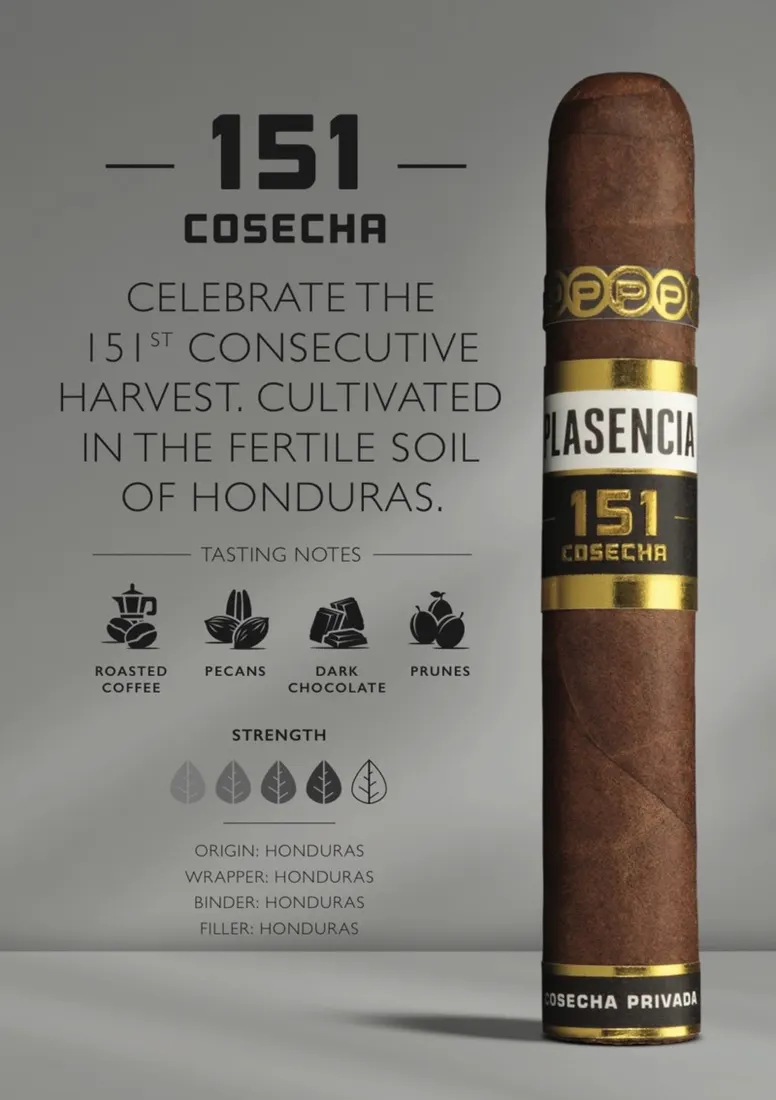 151
COSECHA
CELEBRATE THE
151ST CONSECUTIVE
HARVEST. CULTIVATED
IN THE FERTILE SOIL
OF HONDURAS.
TASTING NOTES
ROASTED
COFFEE
PECANS
DARK
CHOCOLATE
PRUNES
STRENGTH
ORIGIN: HONDURAS
WRAPPER: HONDURAS
BINDER: HONDURAS
FILLER: HONDURAS
P P P
PLASENCIA
151
COSECHA
COSECHA PRIVADA